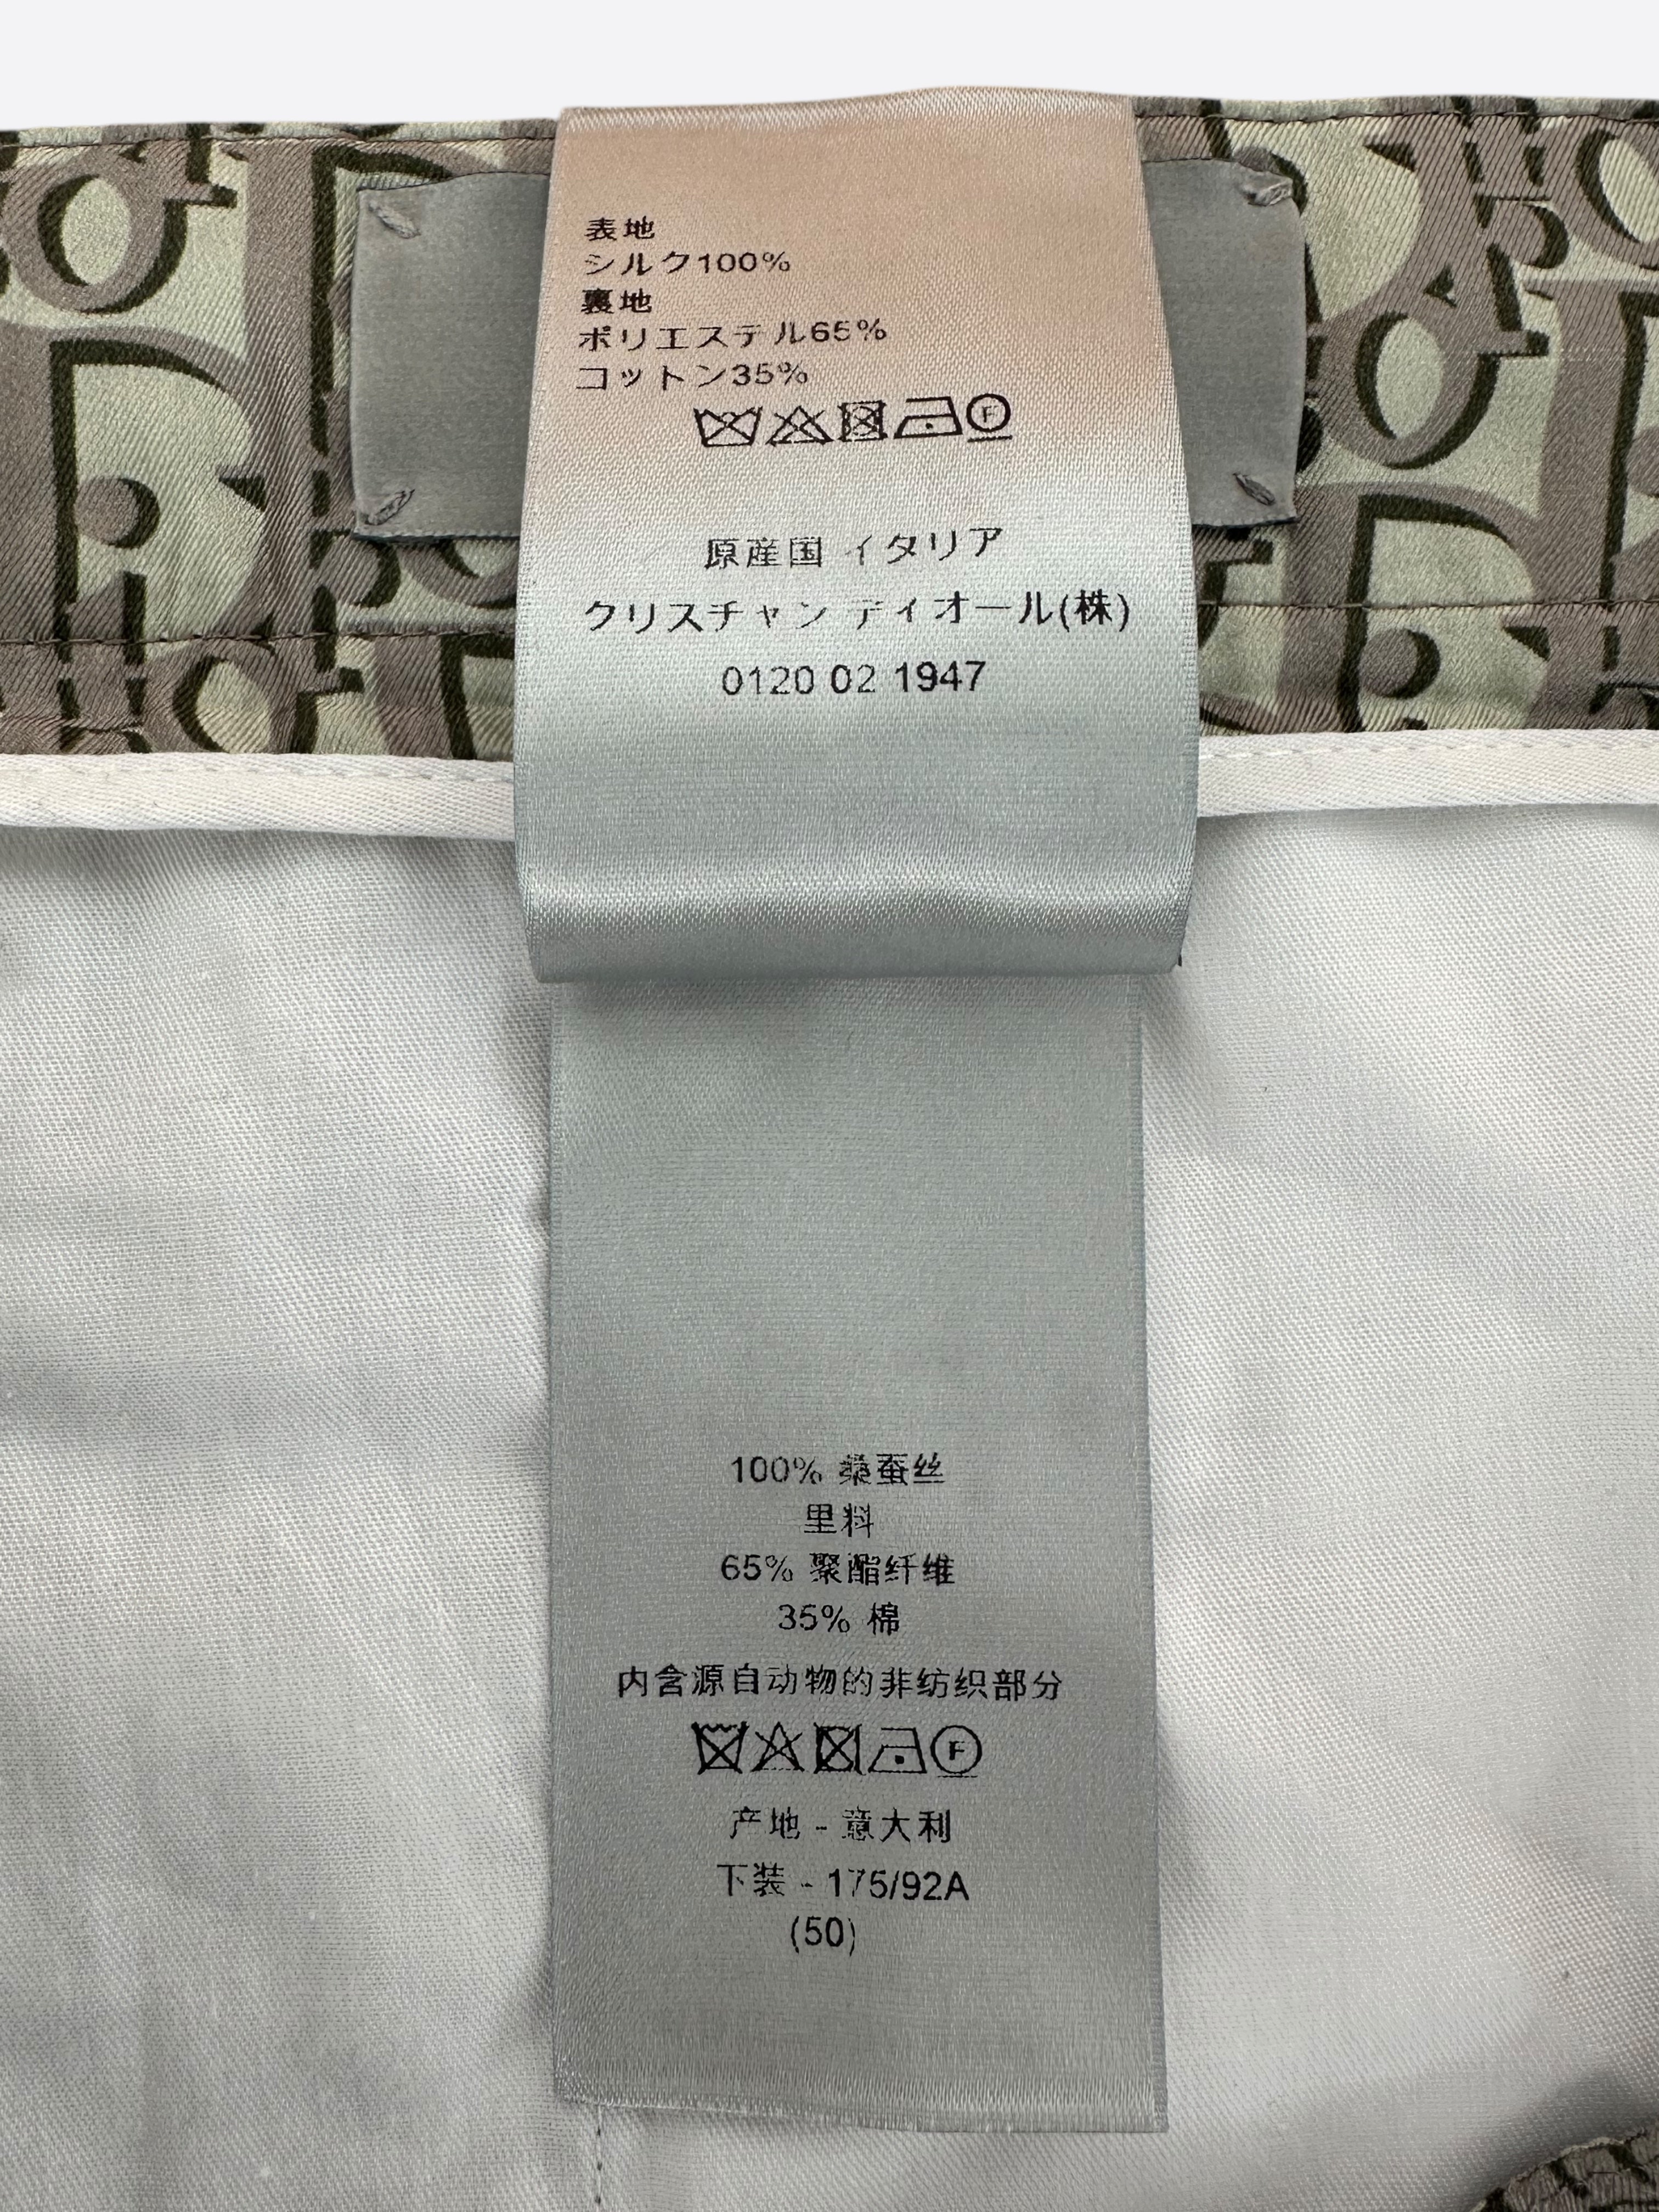 表地
シルク100%
裏地
ポリエステル65%
コットン35%
F
原産国 イタリア
クリスチャン ディオール(株)
0120 02 1947
100% 桑蚕丝
里料
65% 聚酯纤维
35% 棉
内含源自动物的非纺织部分
F
产地 - 意大利
下装 - 175/92A
(50)